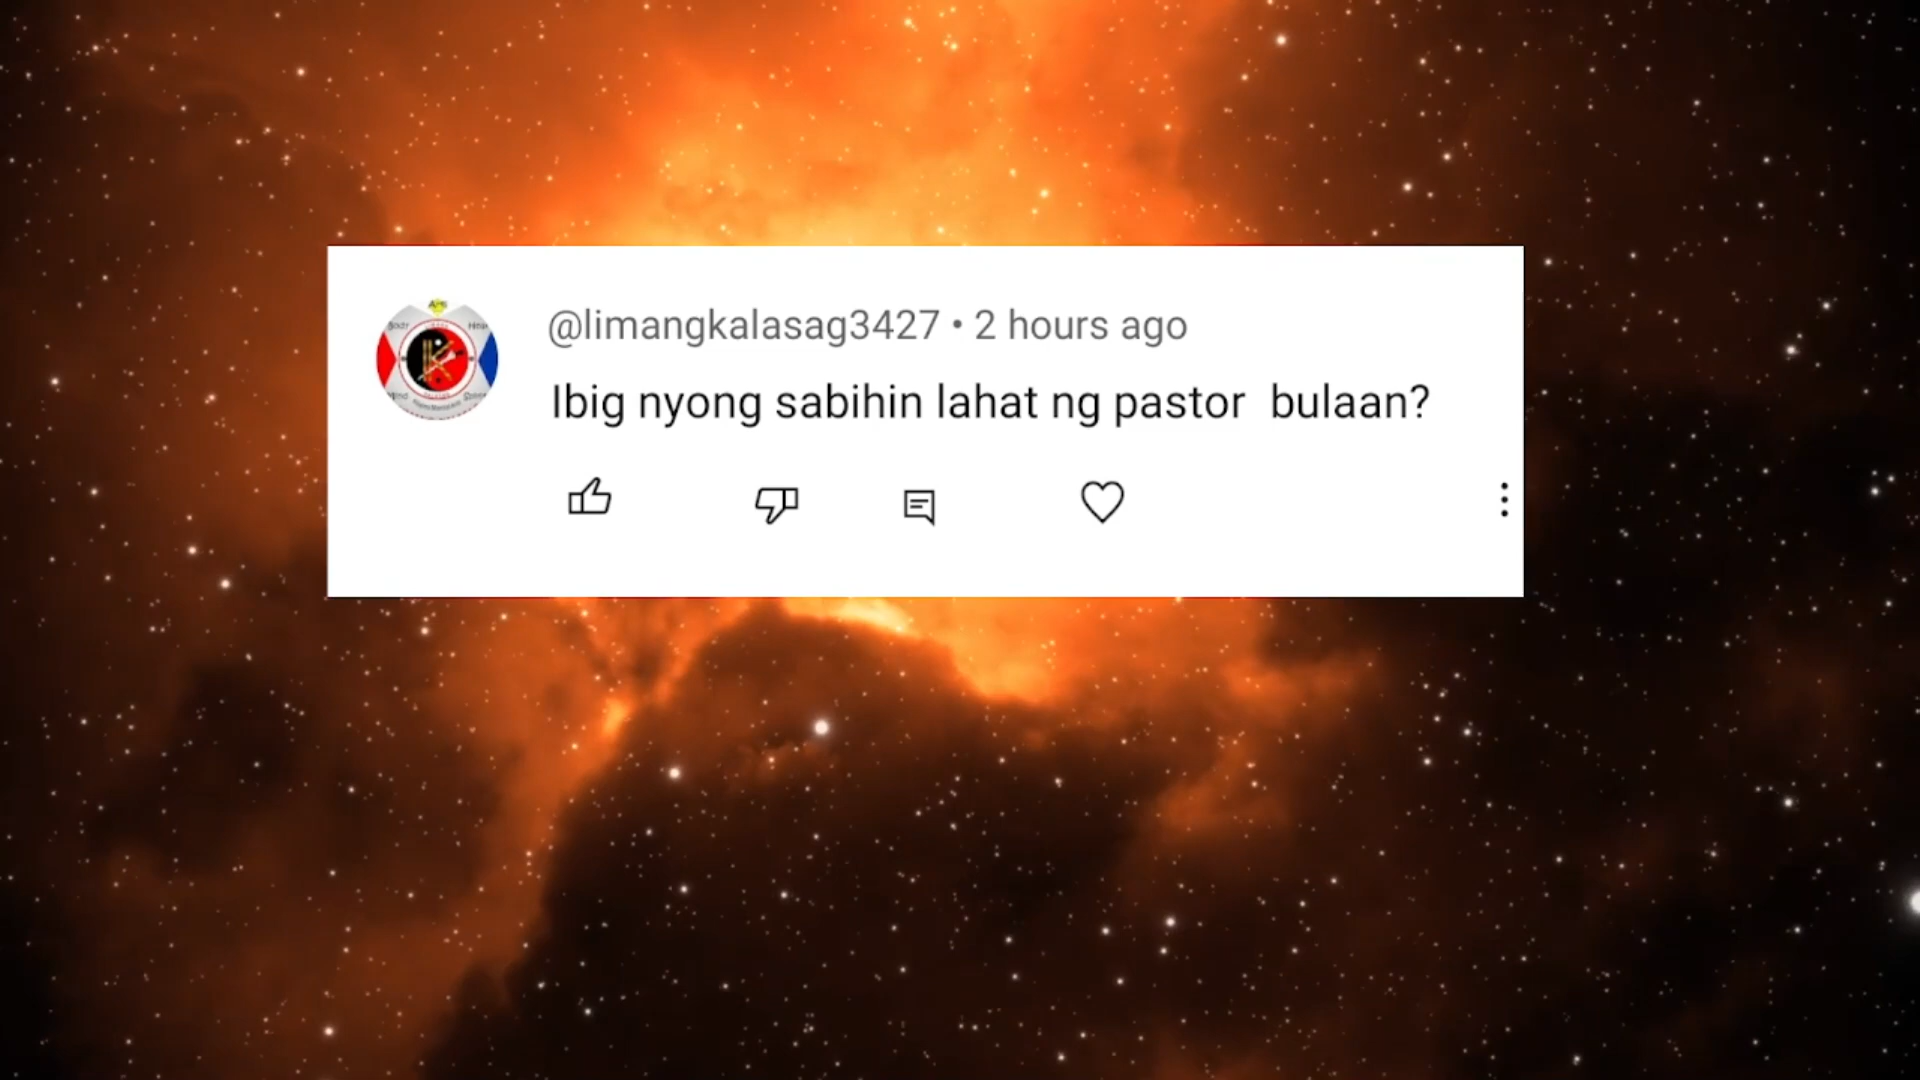 @limangkalasag3427 • 2 hours ago
Ibig nyong sabihin lahat ng pastor  bulaan?